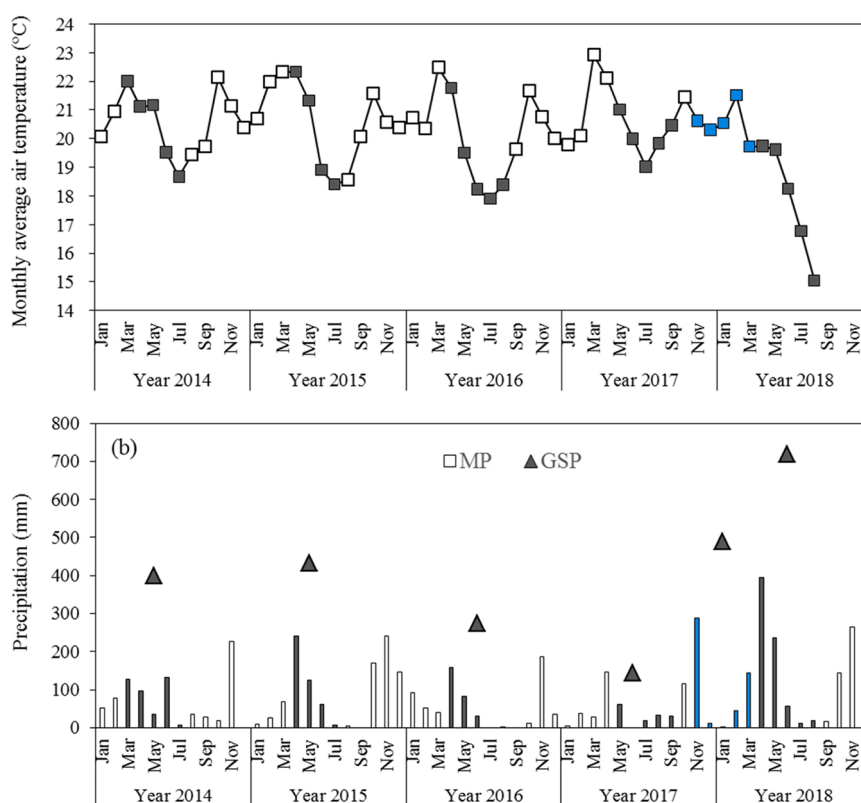 Monthly average air temperature (°C)
24
23
22
21
20
19
18
17
16
15
14
Jan Mar May Jul Sep Nov Jan Mar May Jul Sep Nov Jan Mar May Jul Sep Nov Jan Mar May Jul Sep Nov Jan Mar May Jul Sep Nov
Year 2014 Year 2015 Year 2016 Year 2017 Year 2018
Precipitation (mm)
800
700
600
500
400
300
200
100
0
(b)
MP GSP
Jan Mar May Jul Sep Nov Jan Mar May Jul Sep Nov Jan Mar May Jul Sep Nov Jan Mar May Jul Sep Nov Jan Mar May Jul Sep Nov
Year 2014 Year 2015 Year 2016 Year 2017 Year 2018